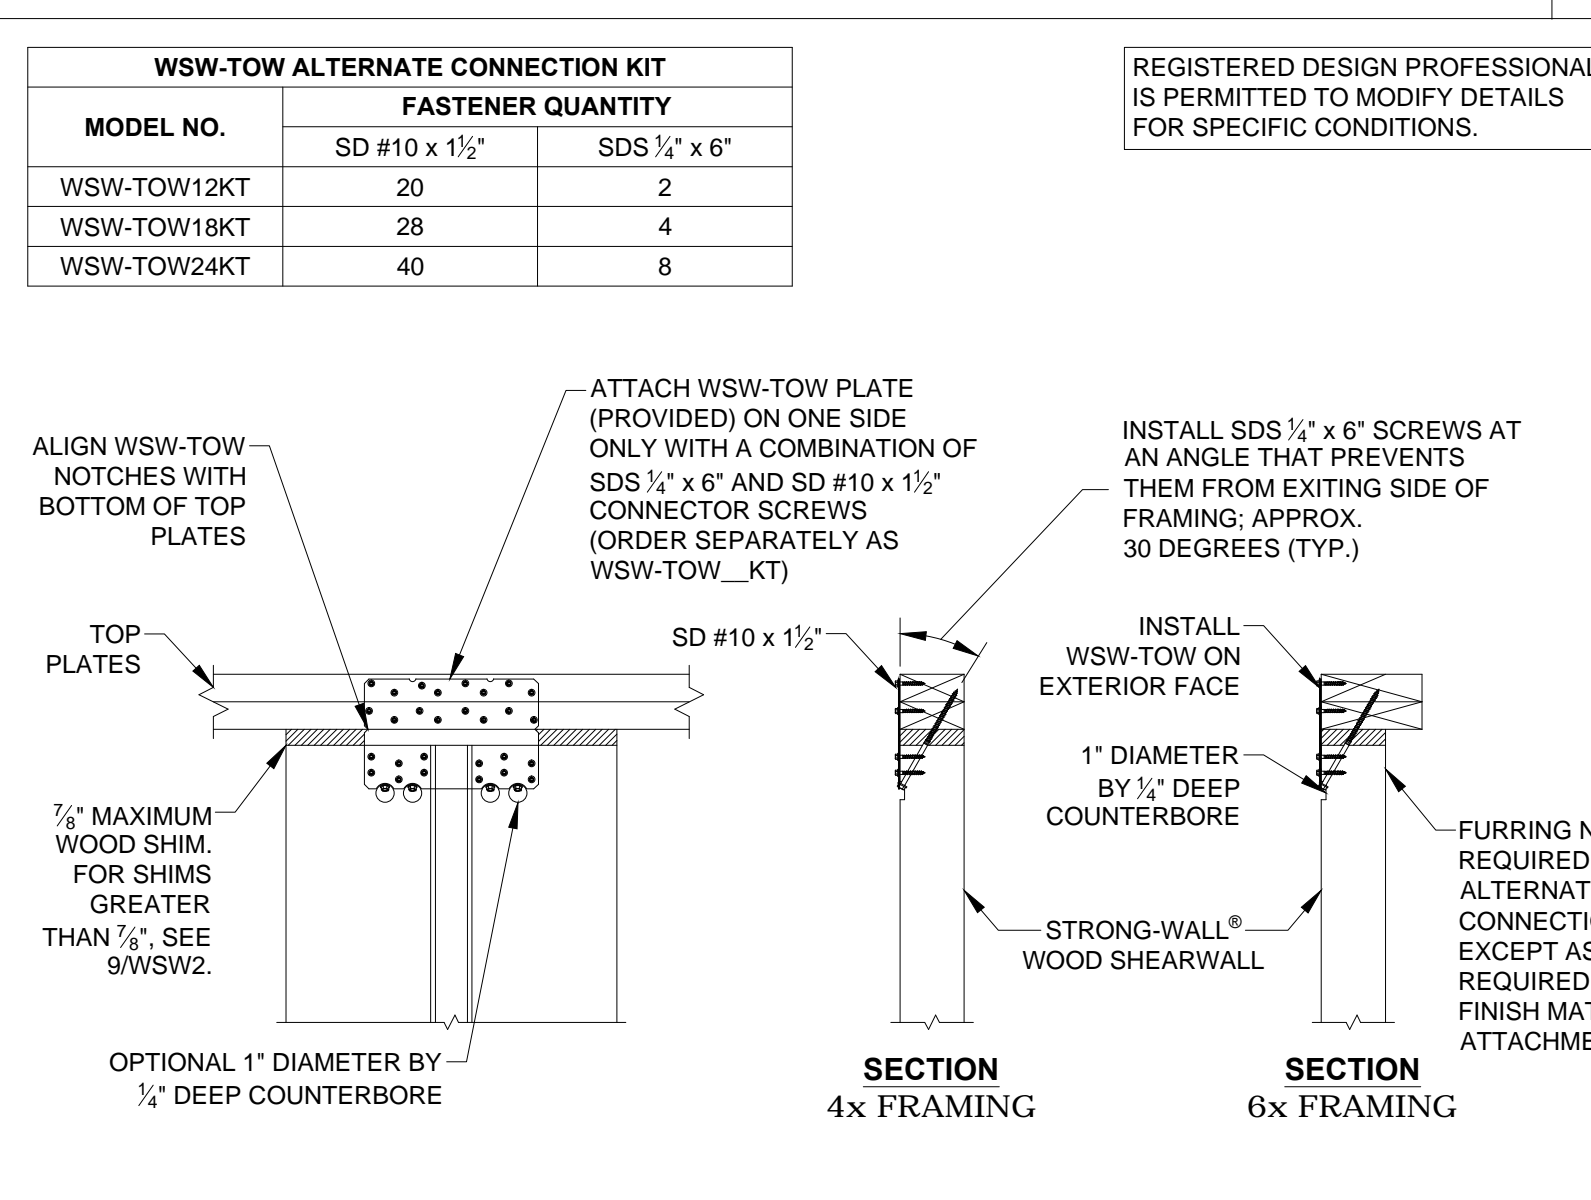 WSW-TOW ALTERNATE CONNECTION KIT
MODEL NO.
FASTENER QUANTITY
SD #10 x 1½"
SDS ¼" x 6"
WSW-TOW12KT 20 2
WSW-TOW18KT 28 4
WSW-TOW24KT 40 8
REGISTERED DESIGN PROFESSIONAL
IS PERMITTED TO MODIFY DETAILS
FOR SPECIFIC CONDITIONS.
ALIGN WSW-TOW
NOTCHES WITH
BOTTOM OF TOP
PLATES
ATTACH WSW-TOW PLATE
(PROVIDED) ON ONE SIDE
ONLY WITH A COMBINATION OF
SDS ¼" x 6" AND SD #10 x 1½"
CONNECTOR SCREWS
(ORDER SEPARATELY AS
WSW-TOW__KT)
INSTALL SDS ¼" x 6" SCREWS AT
AN ANGLE THAT PREVENTS
THEM FROM EXITING SIDE OF
FRAMING; APPROX.
30 DEGREES (TYP.)
TOP
PLATES
SD #10 x 1½"
INSTALL
WSW-TOW ON
EXTERIOR FACE
1" DIAMETER
BY ¼" DEEP
COUNTERBORE
⅞" MAXIMUM
WOOD SHIM.
FOR SHIMS
GREATER
THAN ⅞", SEE
9/WSW2.
FURRING
REQUIRED
CONNECTI
EXCEPT
REQUIRED
FINISH
STRONG-WALL®
WOOD SHEARWALL
OPTIONAL 1" DIAMETER BY
¼" DEEP COUNTERBORE
SECTION
4x FRAMING
SECTION
6x FRAMING